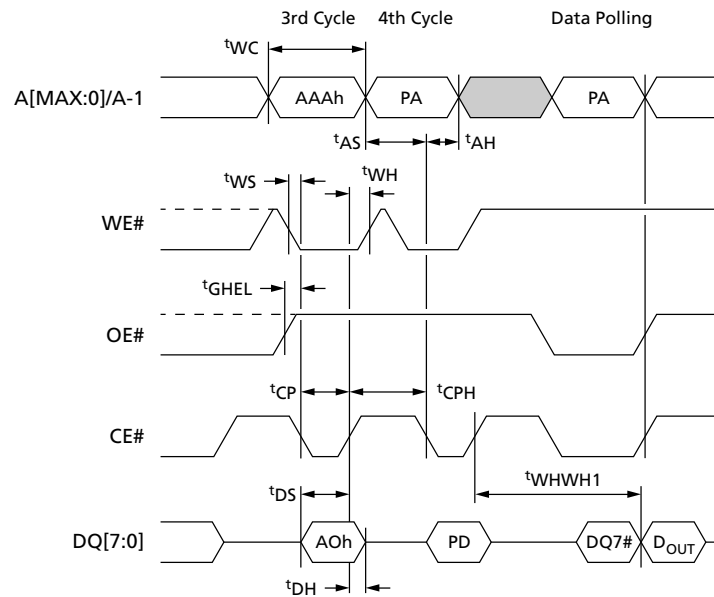 3rd Cycle 4th Cycle Data Polling
tWC
A[MAX:0]/A-1 AAAh PA PA
tAS tAH
tWS tWH
WE#
tGHEL
OE#
tCP tCPH
CE#
tWHWH1
tDS
DQ[7:0] AOh PD DQ7# DOUT
tDH